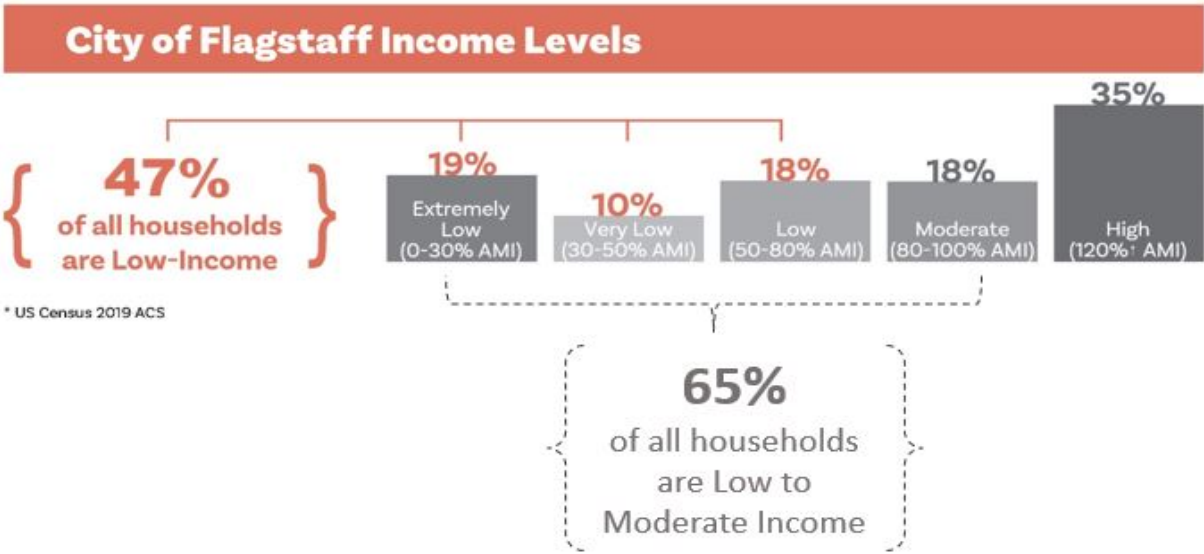 City of Flagstaff Income Levels
47%
of all households
are Low-Income
19%
Extremely
Low
(0-30% AMI)
10%
Very Low
(30-50% AMI)
18%
Low
(50-80% AMI)
18%
Moderate
(80-100% AMI)
35%
High
(120%↑ AMI)
* US Census 2019 ACS
65%
of all households
are Low to
Moderate Income